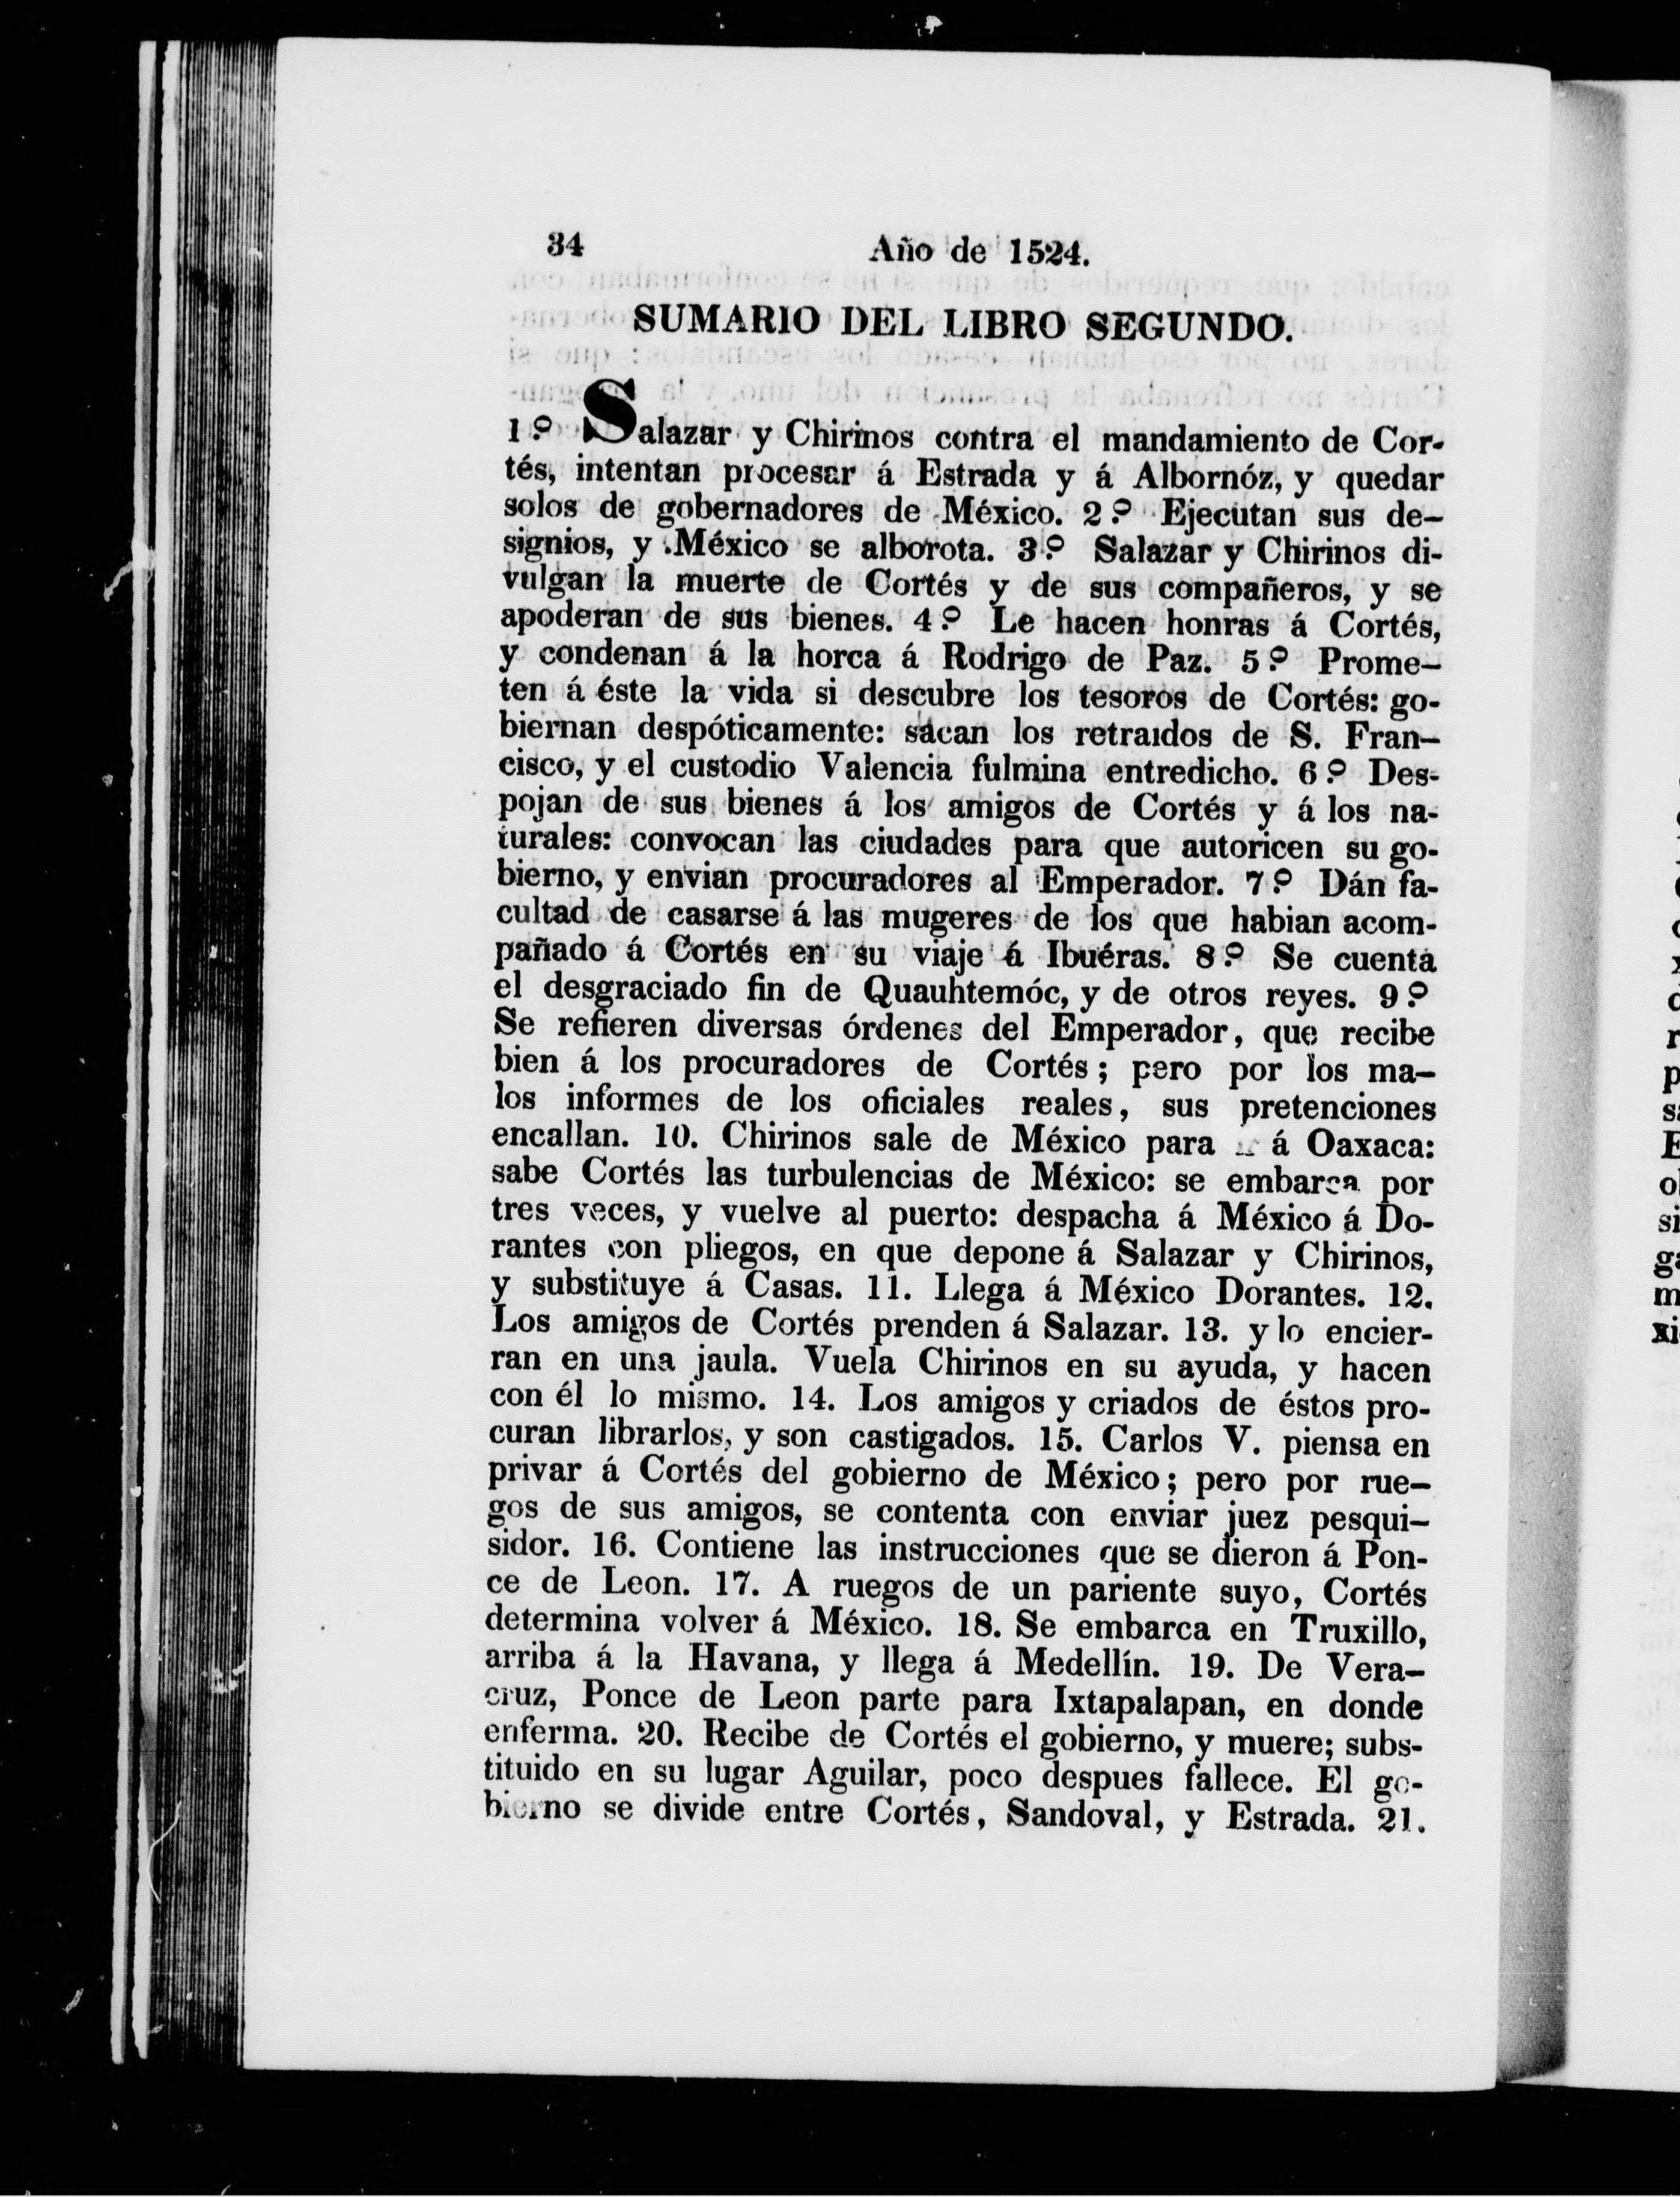 34 Año de 1524.
SUMARIO DEL LIBRO SEGUNDO.
1.º Salazar y Chirinos contra el mandamiento de Cor-
tés, intentan procesar á Estrada y á Albornóz, y quedar
solos de gobernadores de México. 2.º Ejecutan sus de-
signios, y México se alborota. 3.º Salazar y Chirinos di-
vulgan la muerte de Cortés y de sus compañeros, y se
apoderan de sus bienes. 4.º Le hacen honras á Cortés,
y condenan á la horca á Rodrigo de Paz. 5.º Prome-
ten á éste la vida si descubre los tesoros de Cortés: go-
biernan despóticamente: sacan los retraidos de S. Fran-
cisco, y el custodio Valencia fulmina entredicho. 6.º Des-
pojan de sus bienes á los amigos de Cortés y á los na-
turales: convocan las ciudades para que autoricen su go-
bierno, y envian procuradores al Emperador. 7.º Dán fa-
cultad de casarse á las mugeres de los que habian acom-
pañado á Cortés en su viaje á Ibuéras. 8.º Se cuenta
el desgraciado fin de Quauhtemóc, y de otros reyes. 9.º
Se refieren diversas órdenes del Emperador, que recibe
bien á los procuradores de Cortés; pero por los ma-
los informes de los oficiales reales, sus pretenciones
encallan. 10. Chirinos sale de México para á Oaxaca:
sabe Cortés las turbulencias de México: se embarca por
tres veces, y vuelve al puerto: despacha á México á Do-
rantes con pliegos, en que depone á Salazar y Chirinos,
y substituye á Casas. 11. Llega á México Dorantes. 12.
Los amigos de Cortés prenden á Salazar. 13. y lo encier-
ran en una jaula. Vuela Chirinos en su ayuda, y hacen
con él lo mismo. 14. Los amigos y criados de éstos pro-
curan librarlos, y son castigados. 15. Carlos V. piensa en
privar á Cortés del gobierno de México; pero por rue-
gos de sus amigos, se contenta con enviar juez pesqui-
sidor. 16. Contiene las instrucciones que se dieron á Pon-
ce de Leon. 17. A ruegos de un pariente suyo, Cortés
determina volver á México. 18. Se embarca en Truxillo,
arriba á la Havana, y llega á Medellín. 19. De Vera-
cruz, Ponce de Leon parte para Ixtapalapan, en donde
enferma. 20. Recibe de Cortés el gobierno, y muere; subs-
tituido en su lugar Aguilar, poco despues fallece. El go-
bierno se divide entre Cortés, Sandoval, y Estrada. 21.